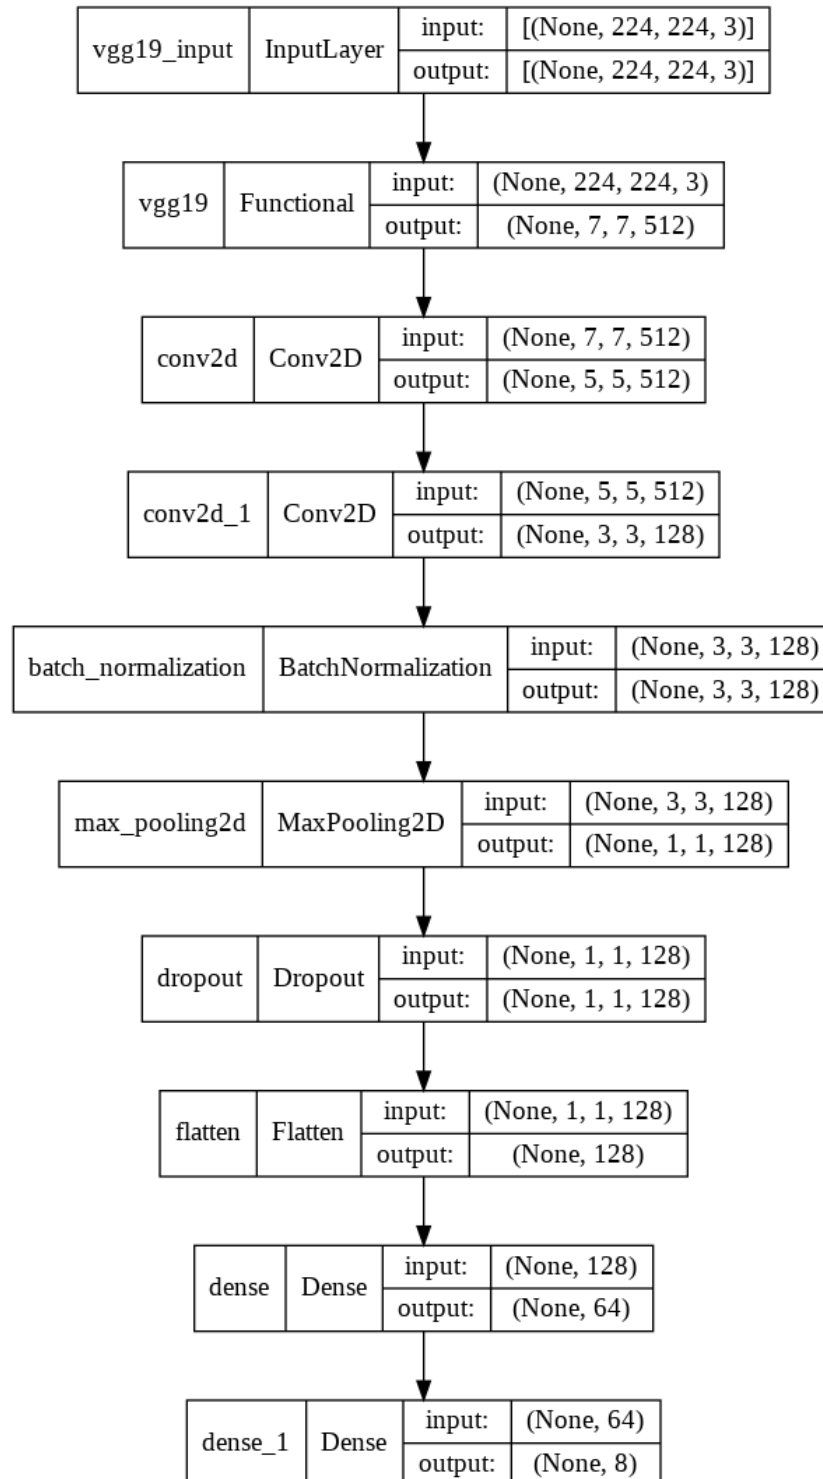 vgg19_input InputLayer input: [(None, 224, 224, 3)]
output: [(None, 224, 224, 3)]
vgg19 Functional input: (None, 224, 224, 3)
output: (None, 7, 7, 512)
conv2d Conv2D input: (None, 7, 7, 512)
output: (None, 5, 5, 512)
conv2d_1 Conv2D input: (None, 5, 5, 512)
output: (None, 3, 3, 128)
batch_normalization BatchNormalization input: (None, 3, 3, 128)
output: (None, 3, 3, 128)
max_pooling2d MaxPooling2D input: (None, 3, 3, 128)
output: (None, 1, 1, 128)
dropout Dropout input: (None, 1, 1, 128)
output: (None, 1, 1, 128)
flatten Flatten input: (None, 1, 1, 128)
output: (None, 128)
dense Dense input: (None, 128)
output: (None, 64)
dense_1 Dense input: (None, 64)
output: (None, 8)